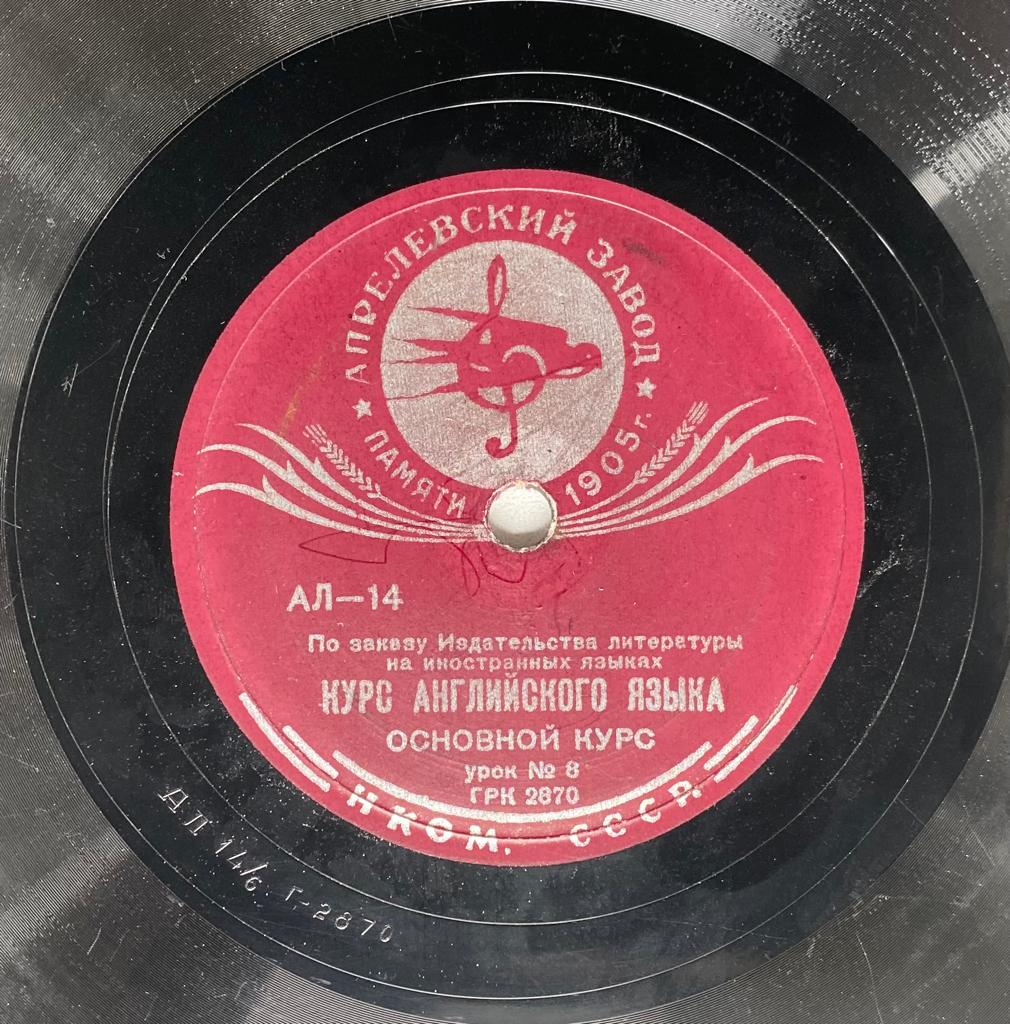 АПРЕЛЕВСКИЙ ЗАВОД
★ ПАМЯТИ 1905 г. ★
АЛ—14
По заказу Издательства литературы
на иностранных языках
КУРС АНГЛИЙСКОГО ЯЗЫКА
ОСНОВНОЙ КУРС
урок № 8
ГРК 2870
НКОМ. СССР.
АЛ 14/6 Г-2870